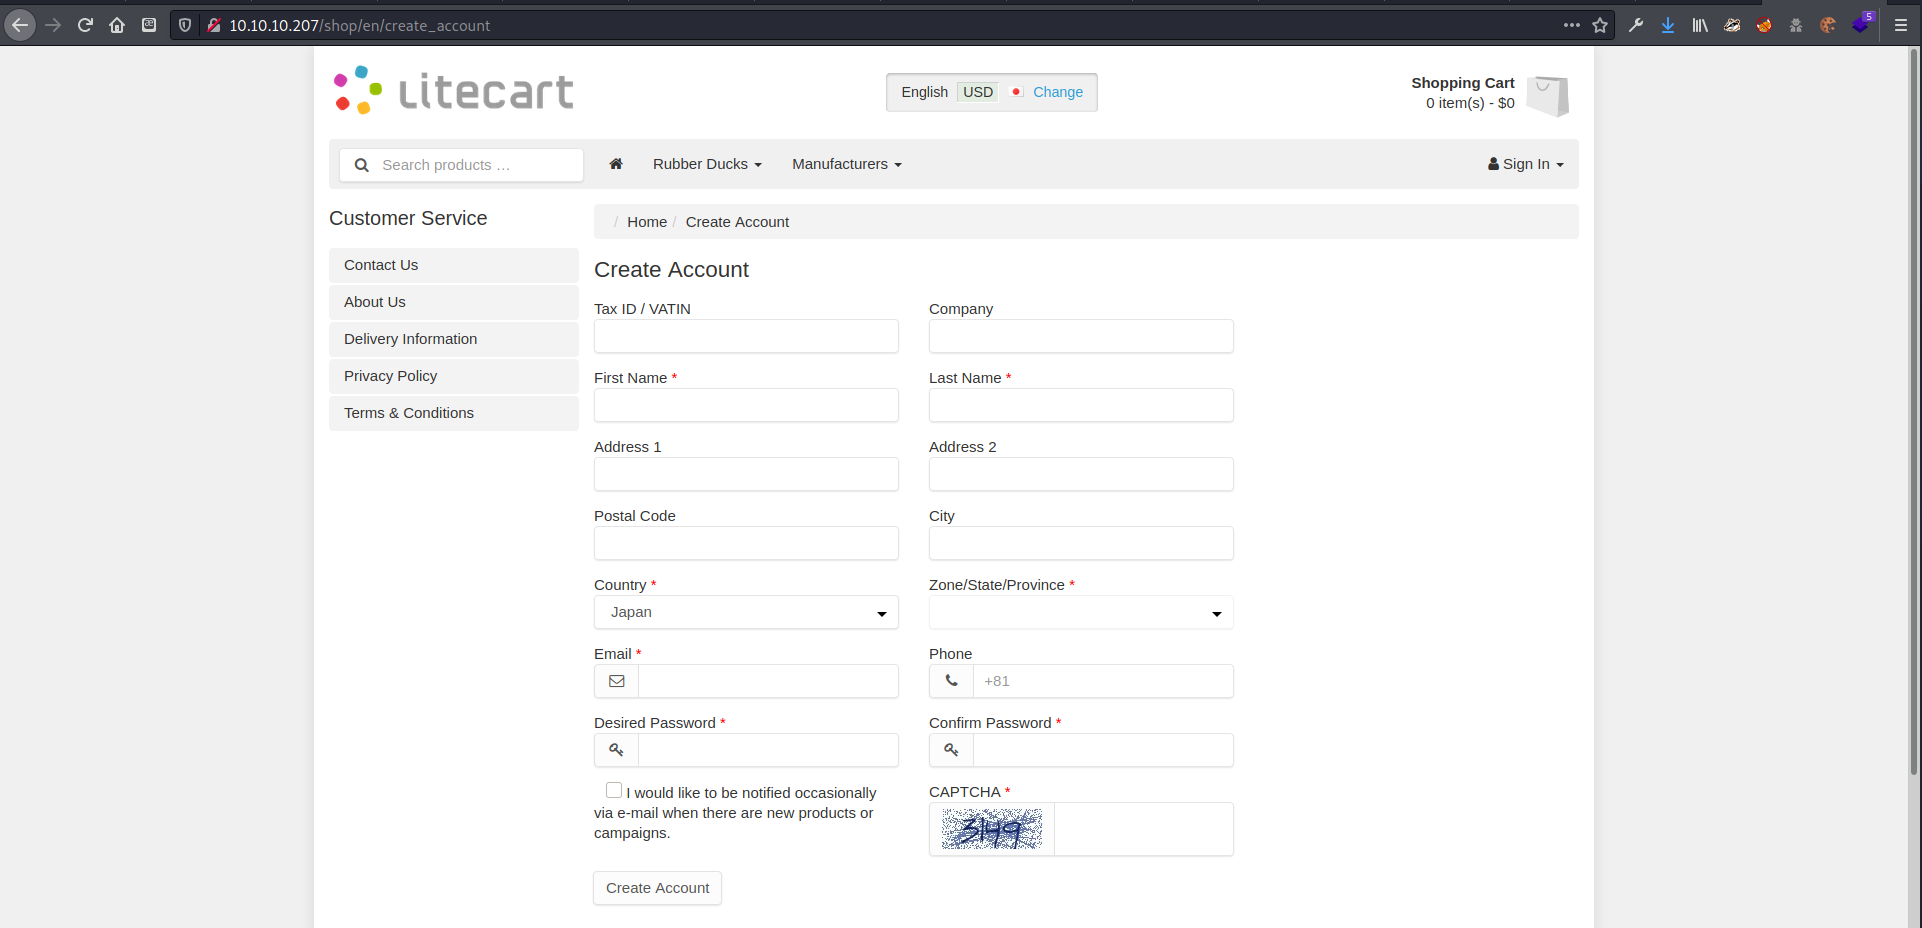 10.10.10.207/shop/en/create_account
5
litecart
English USD Change
Shopping Cart
0 item(s) - $0
Search products …
Rubber Ducks
Manufacturers
Sign In
Customer Service
Contact Us
About Us
Delivery Information
Privacy Policy
Terms & Conditions
/ Home / Create Account
Create Account
Tax ID / VATIN
Company
First Name *
Last Name *
Address 1
Address 2
Postal Code
City
Country *
Japan
Zone/State/Province *
Email *
Phone
+81
Desired Password *
Confirm Password *
I would like to be notified occasionally
via e-mail when there are new products or
campaigns.
CAPTCHA *
3149
Create Account